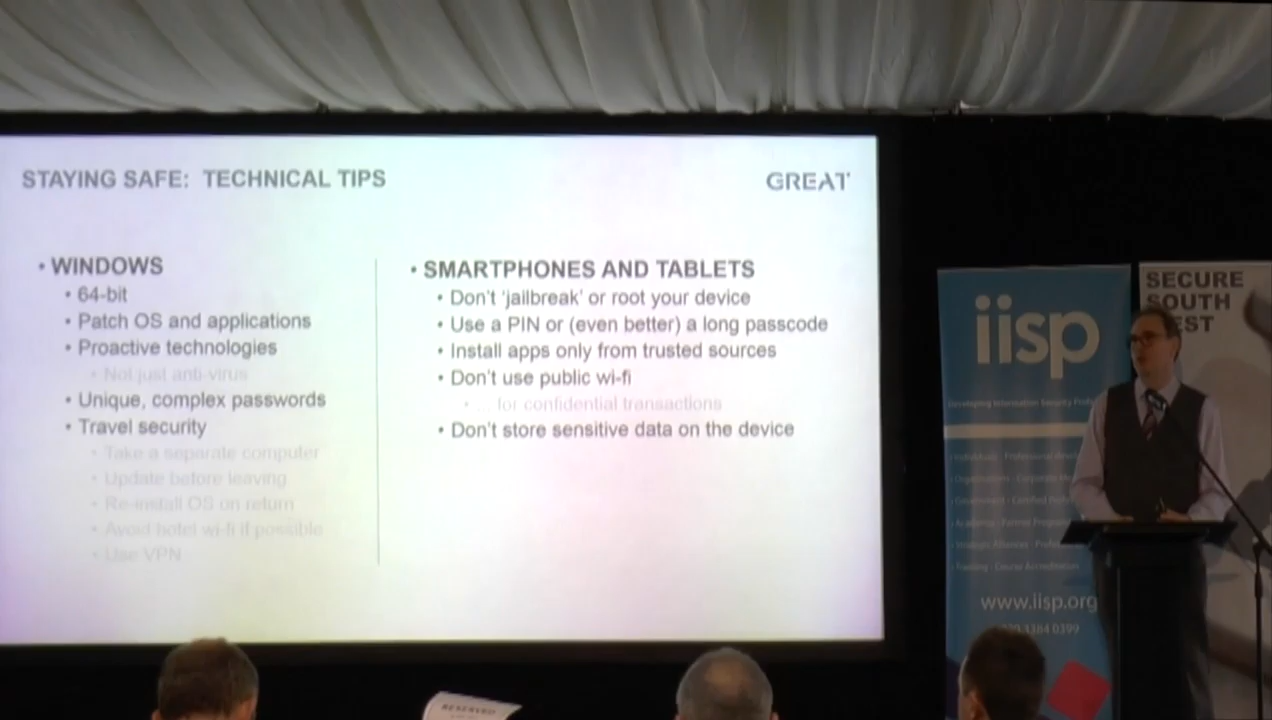 STAYING SAFE: TECHNICAL TIPS
GREAT
• WINDOWS
• 64-bit
• Patch OS and applications
• Proactive technologies
• Not just anti-virus
• Unique, complex passwords
• Travel security
• Take a separate computer
• Update before leaving
• Re-install OS on return
• Avoid hotel wi-fi if possible
• Use VPN
• SMARTPHONES AND TABLETS
• Don't 'jailbreak' or root your device
• Use a PIN or (even better) a long passcode
• Install apps only from trusted sources
• Don't use public wi-fi
• ... for confidential transactions
• Don't store sensitive data on the device
iisp
Developing Information Security
www.iisp.org
SECURE
SOUTH
RESERVED